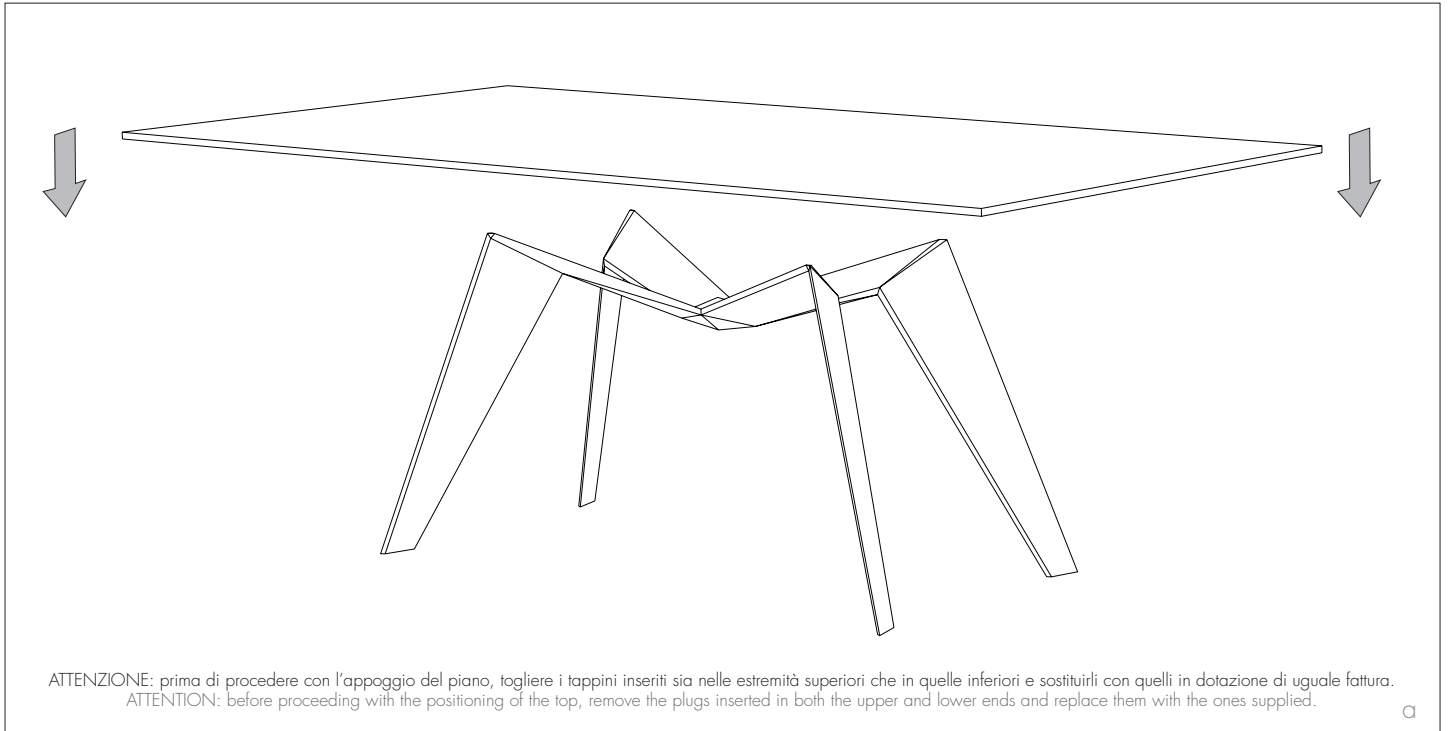 ATTENZIONE: prima di procedere con l'appoggio del piano, togliere i tappini inseriti sia nelle estremità superiori che in quelle inferiori e sostituirli con quelli in dotazione di uguale fattura.
ATTENTION: before proceeding with the positioning of the top, remove the plugs inserted in both the upper and lower ends and replace them with the ones supplied.
a